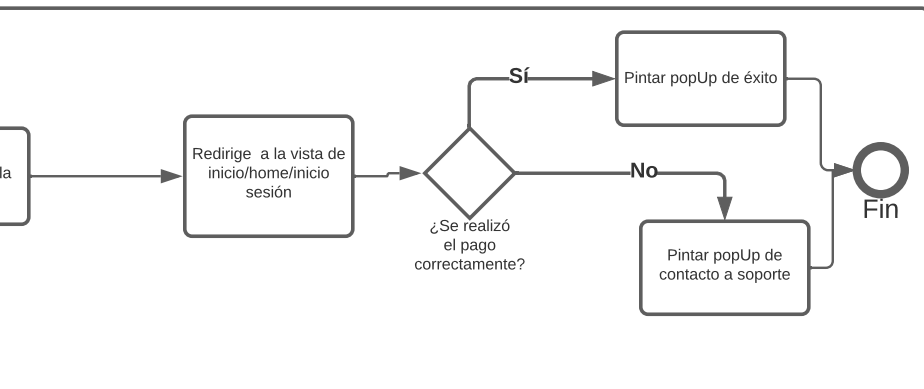 la
Redirige a la vista de
inicio/home/inicio
sesión
¿Se realizó
el pago
correctamente?
Sí
Pintar popUp de éxito
No
Pintar popUp de
contacto a soporte
Fin